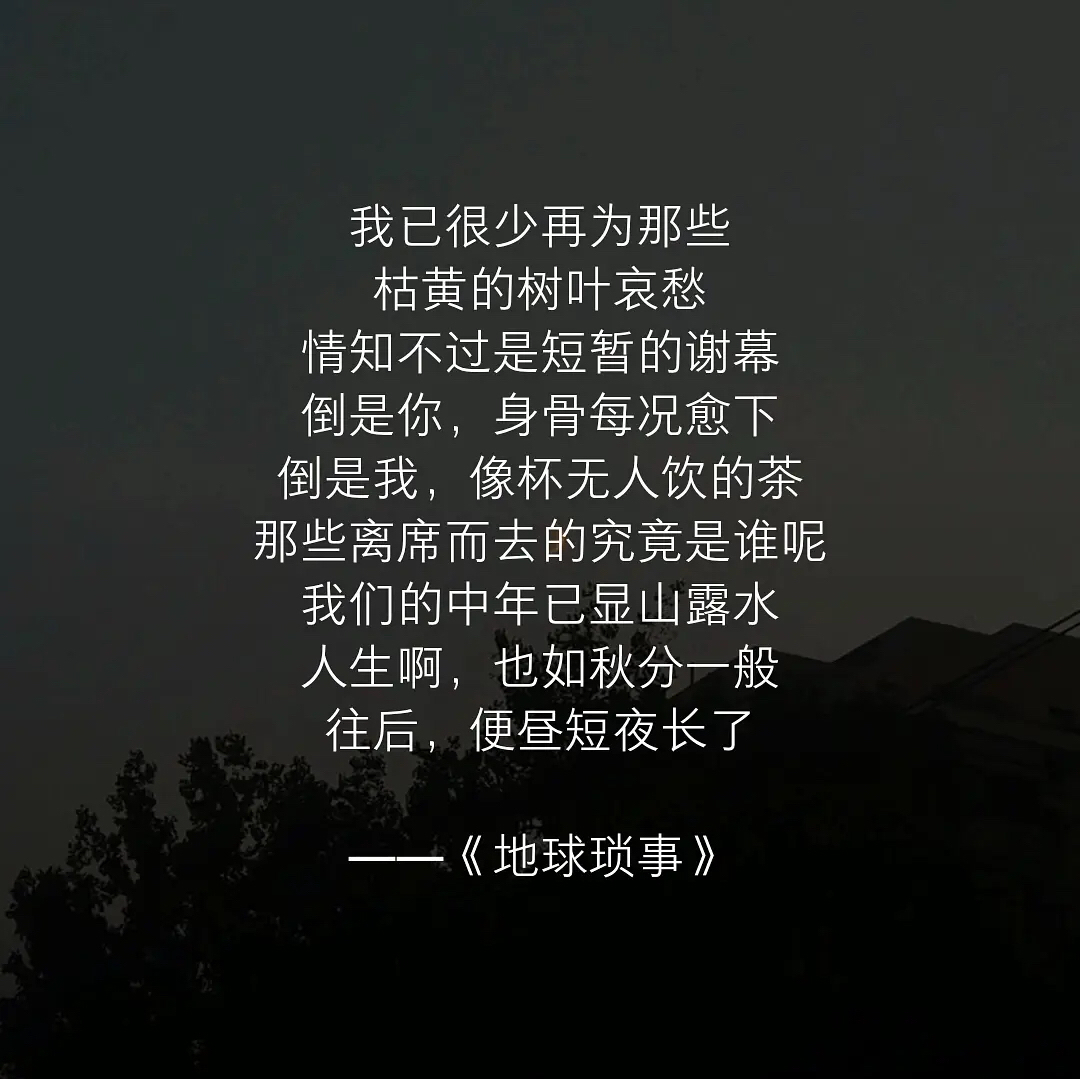 我已很少再为那些
枯黄的树叶哀愁
情知不过是短暂的谢幕
倒是你，身骨每况愈下
倒是我，像杯无人饮的茶
那些离席而去的究竟是谁呢
我们的中年已显山露水
人生啊，也如秋分一般
往后，便昼短夜长了
——《地球琐事》